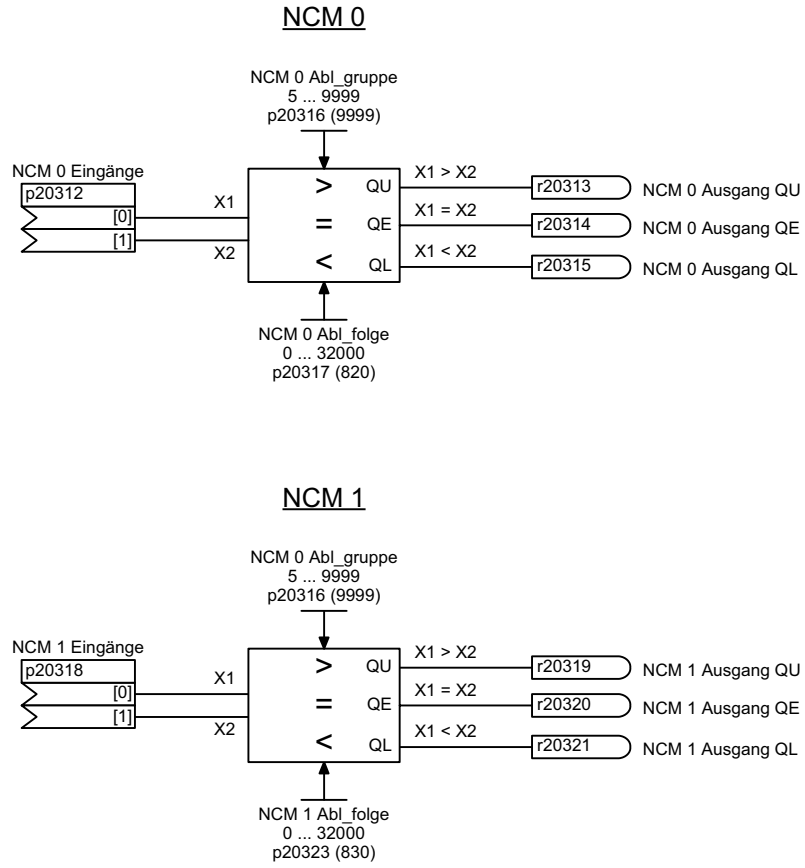 NCM 0
NCM 0 Abl_gruppe
5 ... 9999
p20316 (9999)
NCM 0 Eingänge
p20312
[0]
[1]
X1
X2
>
=
<
QU
QE
QL
X1 > X2
X1 = X2
X1 < X2
r20313
r20314
r20315
NCM 0 Ausgang QU
NCM 0 Ausgang QE
NCM 0 Ausgang QL
NCM 0 Abl_folge
0 ... 32000
p20317 (820)
NCM 1
NCM 0 Abl_gruppe
5 ... 9999
p20316 (9999)
NCM 1 Eingänge
p20318
[0]
[1]
X1
X2
>
=
<
QU
QE
QL
X1 > X2
X1 = X2
X1 < X2
r20319
r20320
r20321
NCM 1 Ausgang QU
NCM 1 Ausgang QE
NCM 1 Ausgang QL
NCM 1 Abl_folge
0 ... 32000
p20323 (830)